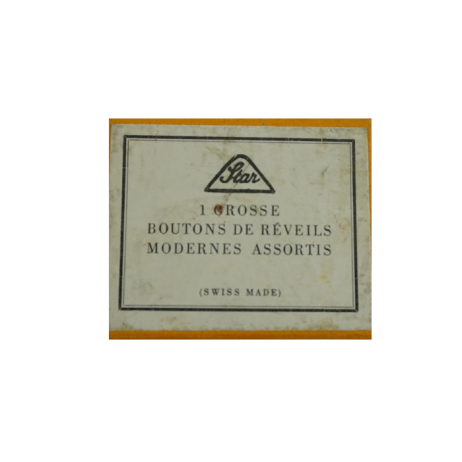 Star
1 GROSSE
BOUTONS DE RÉVEILS
MODERNES ASSORTIS
(SWISS MADE)